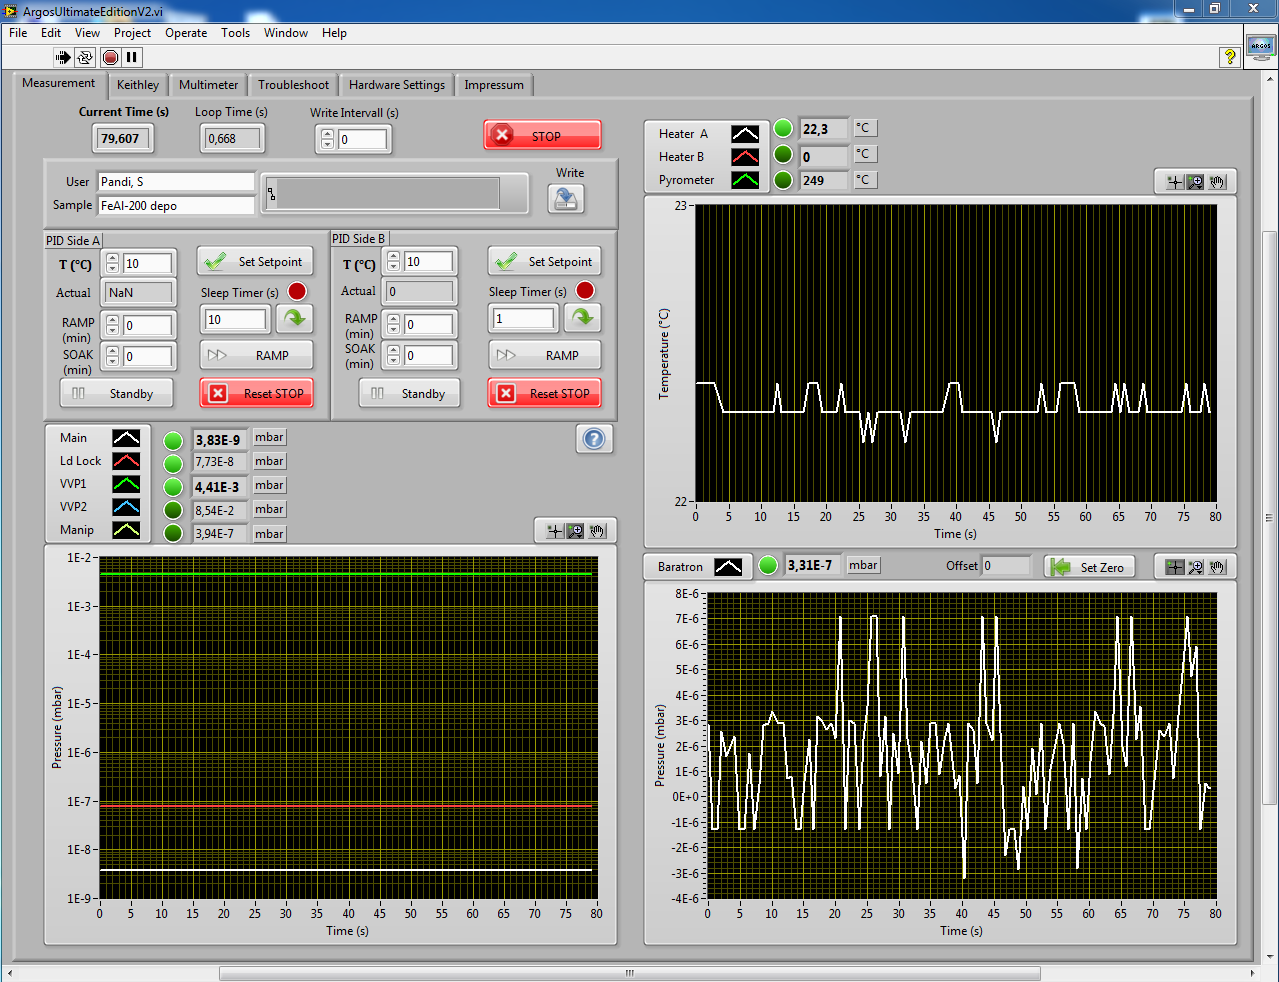 ArgosUltimateEditionV2.vi
File Edit View Project Operate Tools Window Help
ARGOS
Measurement Keithley Multimeter Troubleshoot Hardware Settings Impressum
Current Time (s) Loop Time (s) Write Intervall (s)
79,607 0,668 0 STOP
User Pandi, S
Sample FeAl-200 depo
Write
PID Side A
T (°C) 10 Set Setpoint
Actual NaN Sleep Timer (s)
RAMP (min) 0 10
SOAK (min) 0 RAMP
Standby Reset STOP
PID Side B
T (°C) 10 Set Setpoint
Actual 0 Sleep Timer (s)
RAMP (min) 0 1
SOAK (min) 0 RAMP
Standby Reset STOP
Main 3,83E-9 mbar
Ld Lock 7,73E-8 mbar
VVP1 4,41E-3 mbar
VVP2 8,54E-2 mbar
Manip 3,94E-7 mbar
Pressure (mbar)
1E-2
1E-3
1E-4
1E-5
1E-6
1E-7
1E-8
1E-9
0 5 10 15 20 25 30 35 40 45 50 55 60 65 70 75 80
Time (s)
Heater A 22,3 °C
Heater B 0 °C
Pyrometer 249 °C
Temperature (°C)
23
22
0 5 10 15 20 25 30 35 40 45 50 55 60 65 70 75 80
Time (s)
Baratron 3,31E-7 mbar Offset 0 Set Zero
Pressure (mbar)
8E-6
7E-6
6E-6
5E-6
4E-6
3E-6
2E-6
1E-6
0E+0
-1E-6
-2E-6
-3E-6
-4E-6
0 5 10 15 20 25 30 35 40 45 50 55 60 65 70 75 80
Time (s)